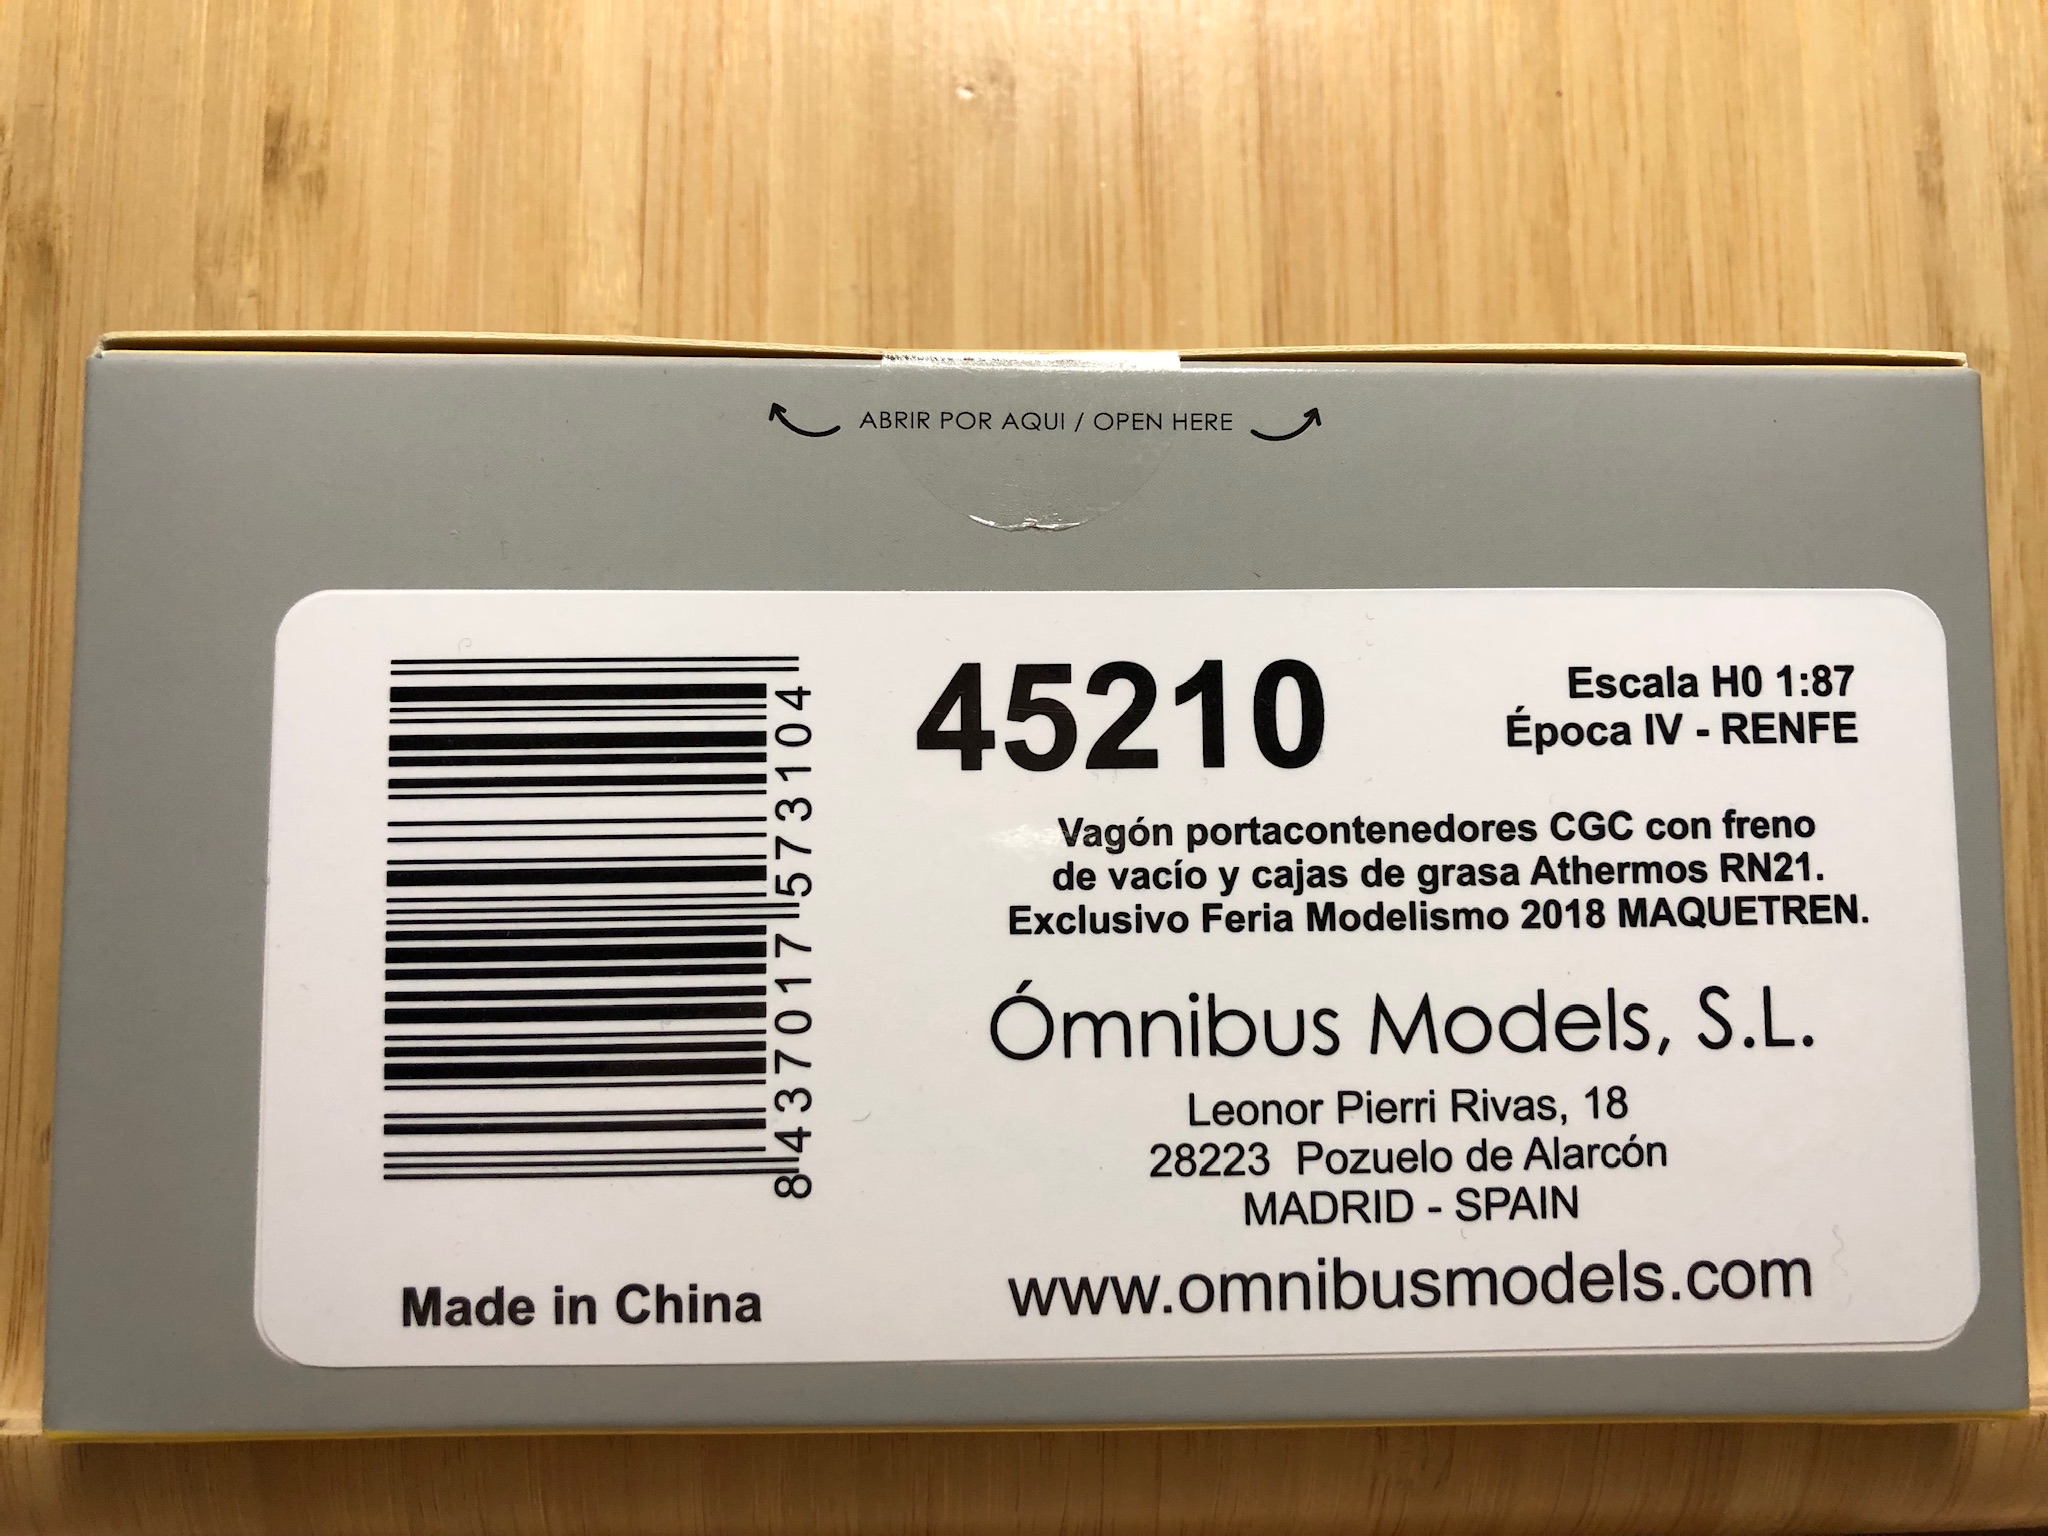 ABRIR POR AQUI / OPEN HERE
45210
Escala H0 1:87
Época IV - RENFE
Vagón portacontenedores CGC con freno
de vacío y cajas de grasa Athermos RN21.
Exclusivo Feria Modelismo 2018 MAQUETREN.
Ómnibus Models, S.L.
Leonor Pierri Rivas, 18
28223 Pozuelo de Alarcón
MADRID - SPAIN
www.omnibusmodels.com
8437017573104
Made in China